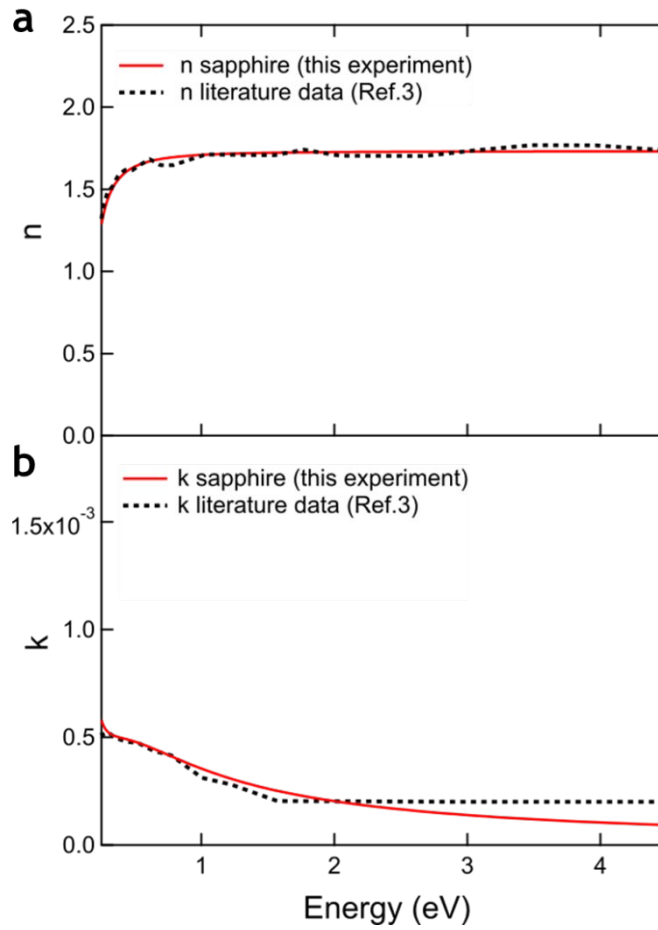 a
2.5
n sapphire (this experiment)
n literature data (Ref.3)
2.0
1.5
n
1.0
0.5
0.0
b
k sapphire (this experiment)
k literature data (Ref.3)
1.5x10⁻³
1.0
k
0.5
0.0
1 2 3 4
Energy (eV)